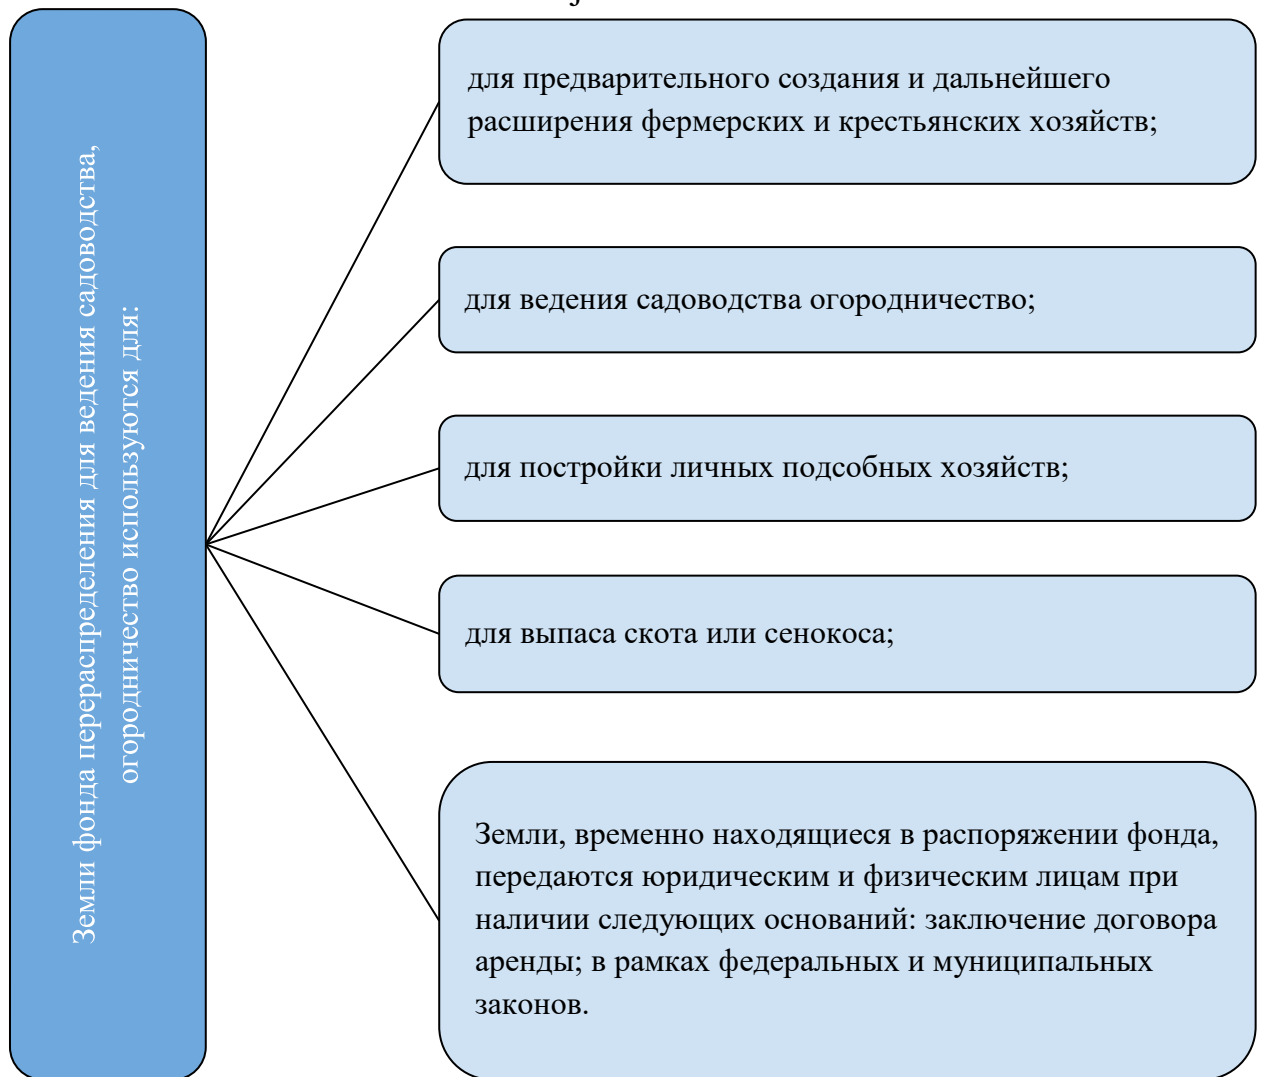 Земли фонда перераспределения для ведения садоводства,
огородничество используются для:
для предварительного создания и дальнейшего
расширения фермерских и крестьянских хозяйств;
для ведения садоводства огородничество;
для постройки личных подсобных хозяйств;
для выпаса скота или сенокоса;
Земли, временно находящиеся в распоряжении фонда,
передаются юридическим и физическим лицам при
наличии следующих оснований: заключение договора
аренды; в рамках федеральных и муниципальных
законов.